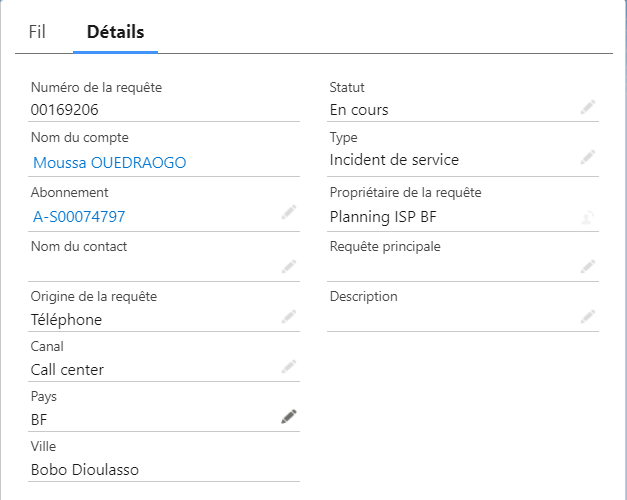 Fil
Détails
Numéro de la requête
00169206
Nom du compte
Moussa OUEDRAOGO
Abonnement
A-S00074797
Nom du contact
Origine de la requête
Téléphone
Canal
Call center
Pays
BF
Ville
Bobo Dioulasso
Statut
En cours
Type
Incident de service
Propriétaire de la requête
Planning ISP BF
Requête principale
Description